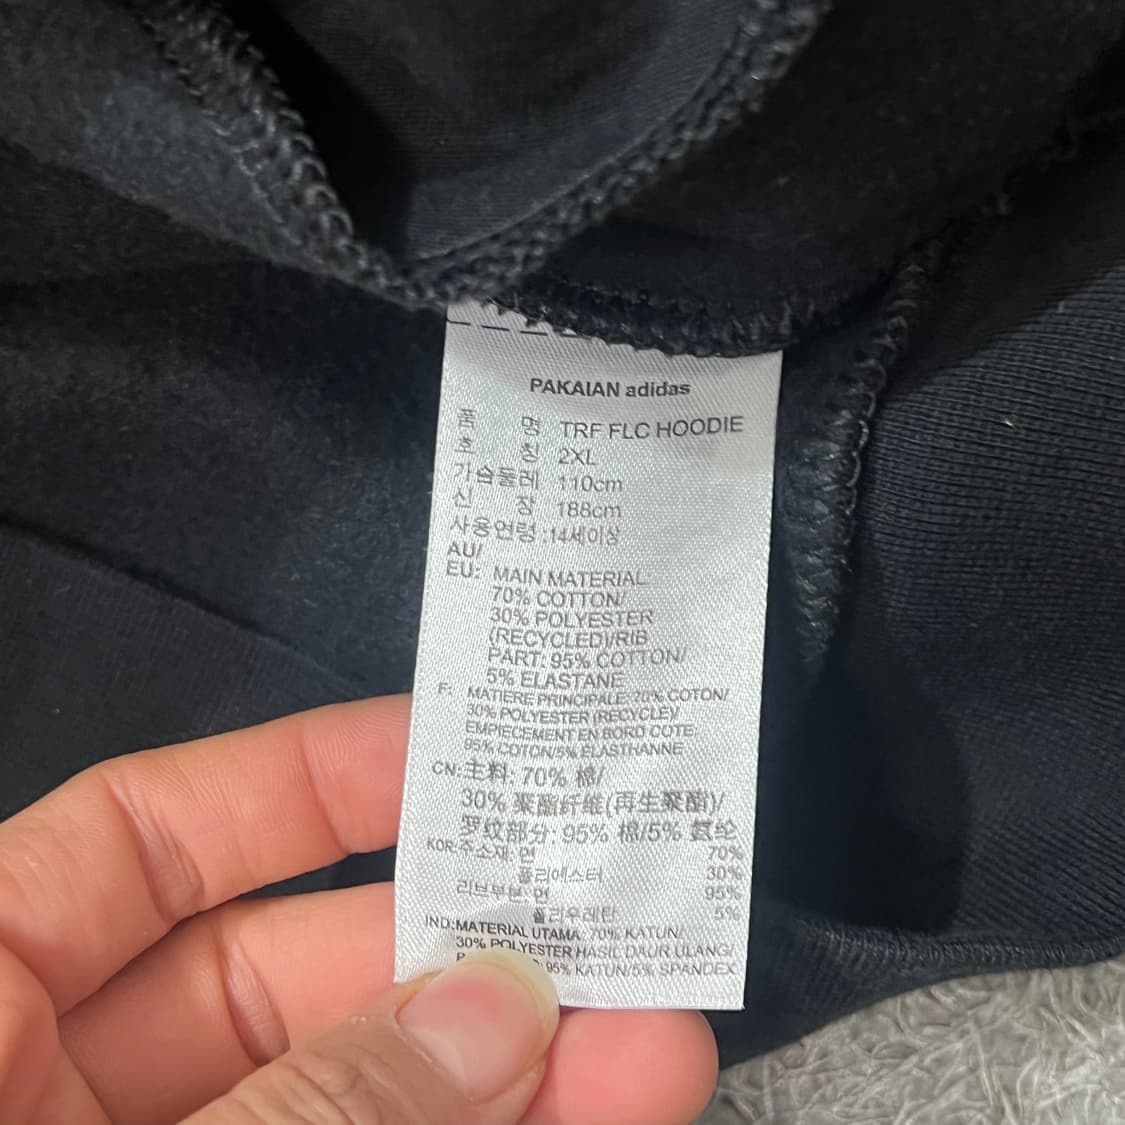 PAKAIAN adidas
품 명 TRF FLC HOODIE
호 칭 2XL
가슴둘레 110cm
신 장 188cm
사용연령 :14세이상
AU/
EU: MAIN MATERIAL
70% COTTON/
30% POLYESTER
(RECYCLED)/RIB
PART: 95% COTTON/
5% ELASTANE
F: MATIERE PRINCIPALE: 70% COTON/
30% POLYESTER (RECYCLE)/
EMPIECEMENT EN BORD COTE:
95% COTON/5% ELASTHANNE
CN:主料: 70% 棉/
30% 聚酯纤维(再生聚酯)/
罗纹部分: 95% 棉/5% 氨纶
KOR:주소재: 면 70%
폴리에스터 30%
리브부분: 면 95%
폴리우레탄 5%
IND:MATERIAL UTAMA: 70% KATUN/
30% POLYESTER HASIL DAUR ULANG/
95% KATUN/5% SPANDEX